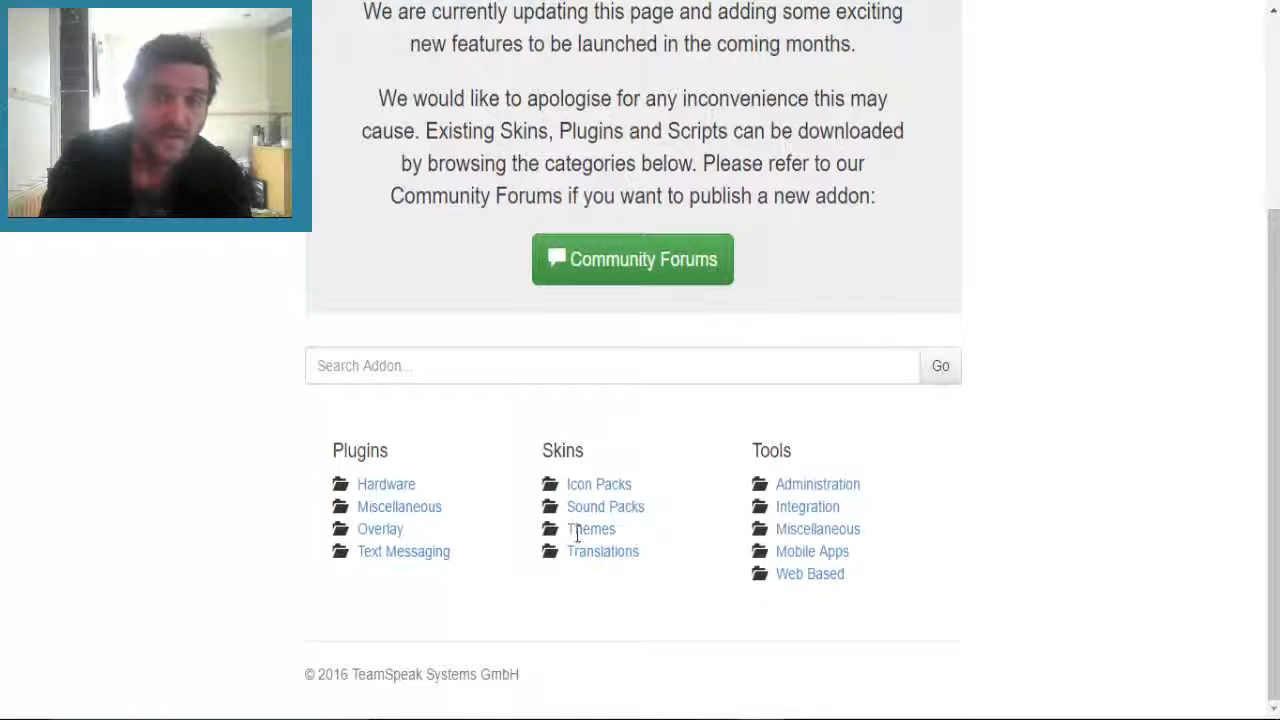 We are currently updating this page and adding some exciting
new features to be launched in the coming months.
We would like to apologise for any inconvenience this may
cause. Existing Skins, Plugins and Scripts can be downloaded
by browsing the categories below. Please refer to our
Community Forums if you want to publish a new addon:
Community Forums
Search Addon...
Go
Plugins
Hardware
Miscellaneous
Overlay
Text Messaging
Skins
Icon Packs
Sound Packs
Themes
Translations
Tools
Administration
Integration
Miscellaneous
Mobile Apps
Web Based
© 2016 TeamSpeak Systems GmbH